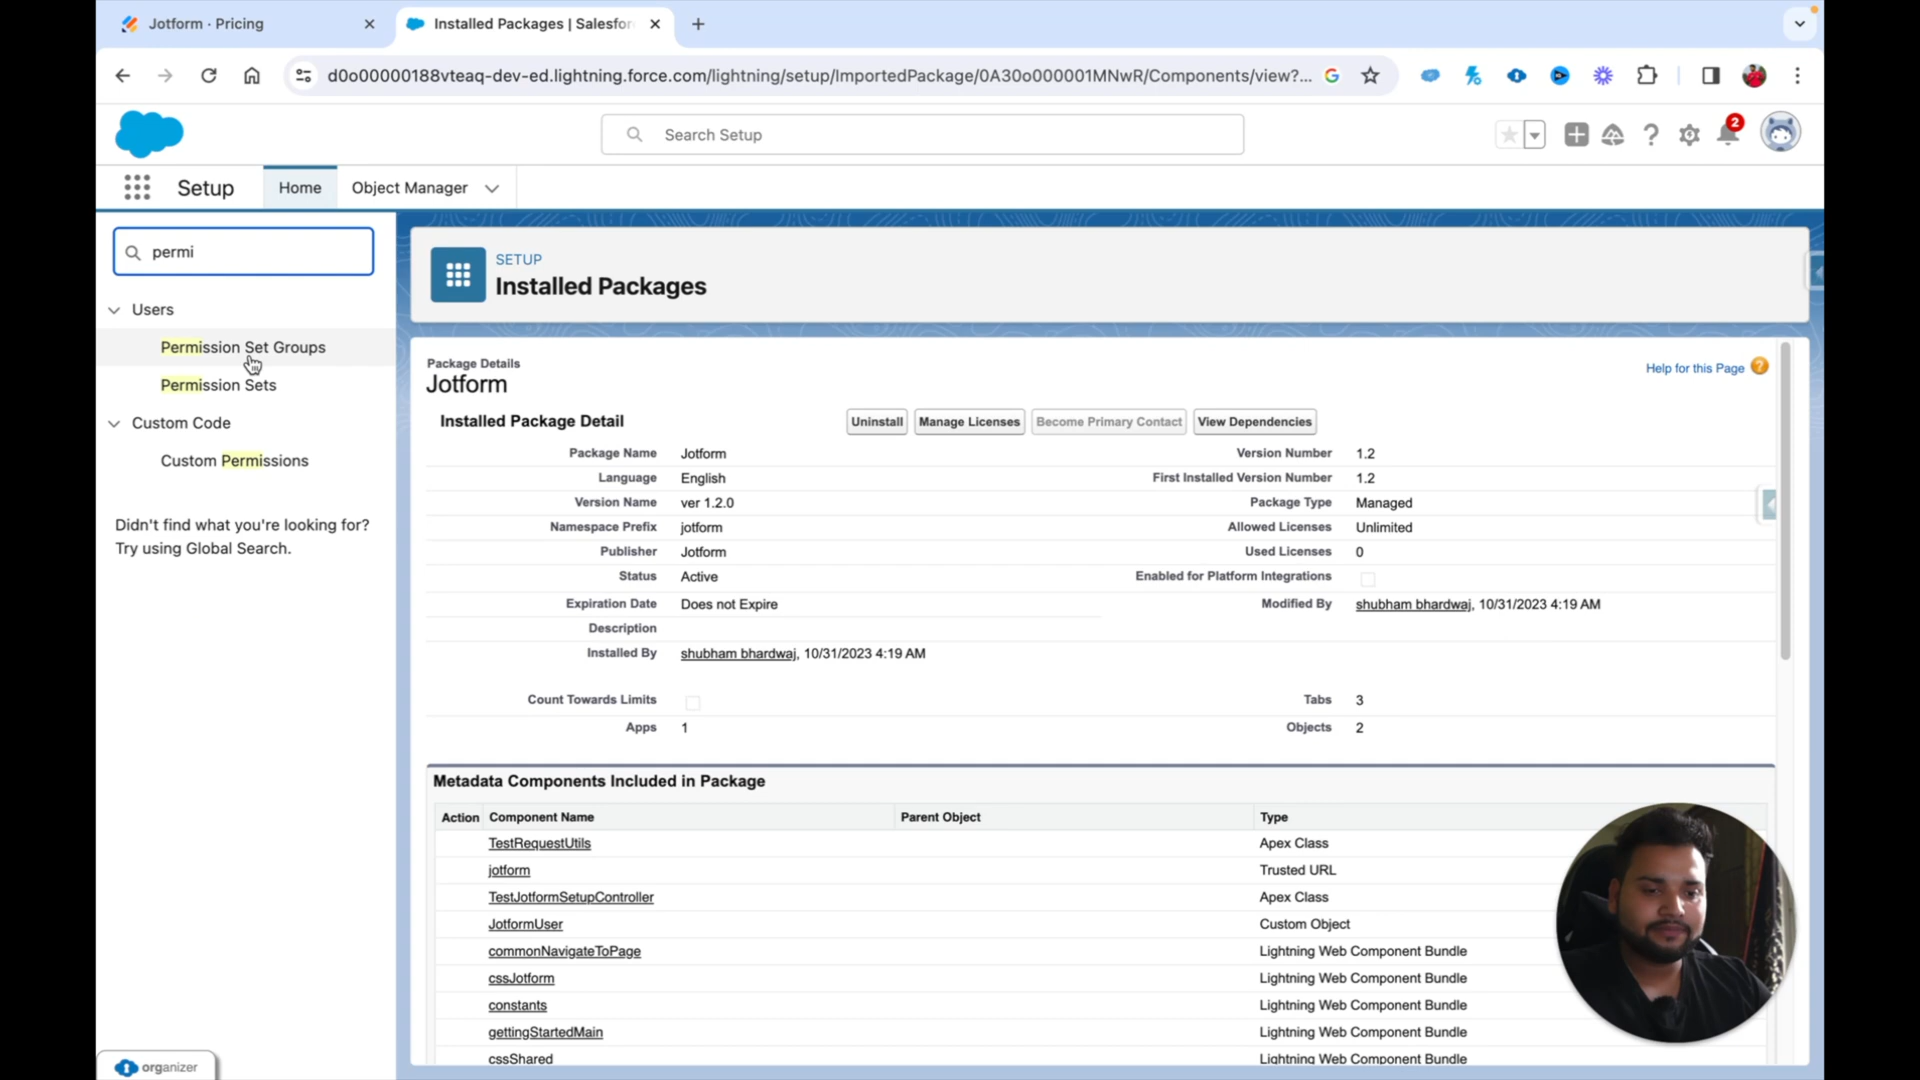 Jotform · Pricing
Installed Packages | Salesfor
d0o00000188vteaq-dev-ed.lightning.force.com/lightning/setup/ImportedPackage/0A30o000001MNwR/Components/view?...
Search Setup
2
Setup
Home
Object Manager
permi
Users
Permission Set Groups
Permission Sets
Custom Code
Custom Permissions
Didn't find what you're looking for?
Try using Global Search.
SETUP
Installed Packages
Package Details
Jotform
Help for this Page
Installed Package Detail
Uninstall Manage Licenses Become Primary Contact View Dependencies
Package Name Jotform Version Number 1.2
Language English First Installed Version Number 1.2
Version Name ver 1.2.0 Package Type Managed
Namespace Prefix jotform Allowed Licenses Unlimited
Publisher Jotform Used Licenses 0
Status Active Enabled for Platform Integrations
Expiration Date Does not Expire Modified By shubham bhardwaj, 10/31/2023 4:19 AM
Description
Installed By shubham bhardwaj, 10/31/2023 4:19 AM
Count Towards Limits Tabs 3
Apps 1 Objects 2
Metadata Components Included in Package
Action Component Name Parent Object Type
TestRequestUtils Apex Class
jotform Trusted URL
TestJotformSetupController Apex Class
JotformUser Custom Object
commonNavigateToPage Lightning Web Component Bundle
cssJotform Lightning Web Component Bundle
constants Lightning Web Component Bundle
gettingStartedMain Lightning Web Component Bundle
cssShared Lightning Web Component Bundle
organizer